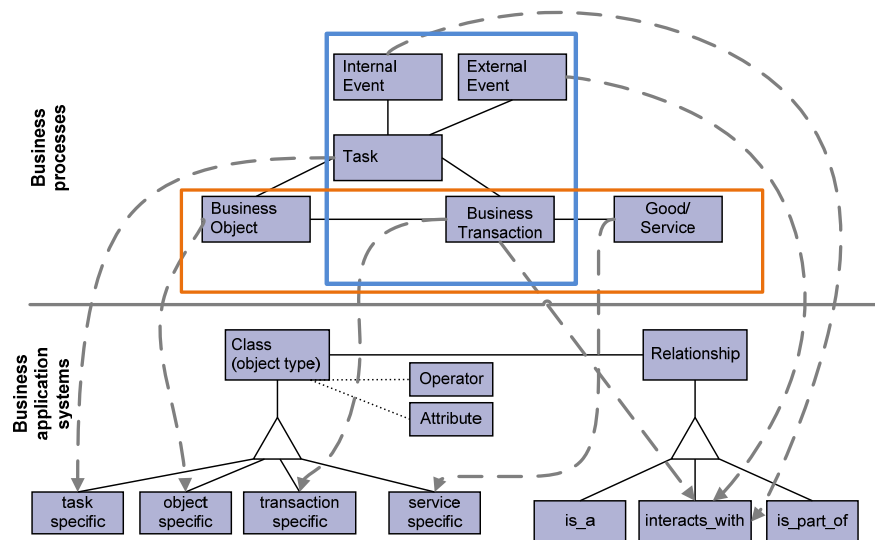 Internal
Event
External
Event
Task
Business
processes
Business
Object
Business
Transaction
Good/
Service
Class
(object type)
Relationship
Operator
Attribute
Business
application
systems
task
specific
object
specific
transaction
specific
service
specific
is_a
interacts_with
is_part_of